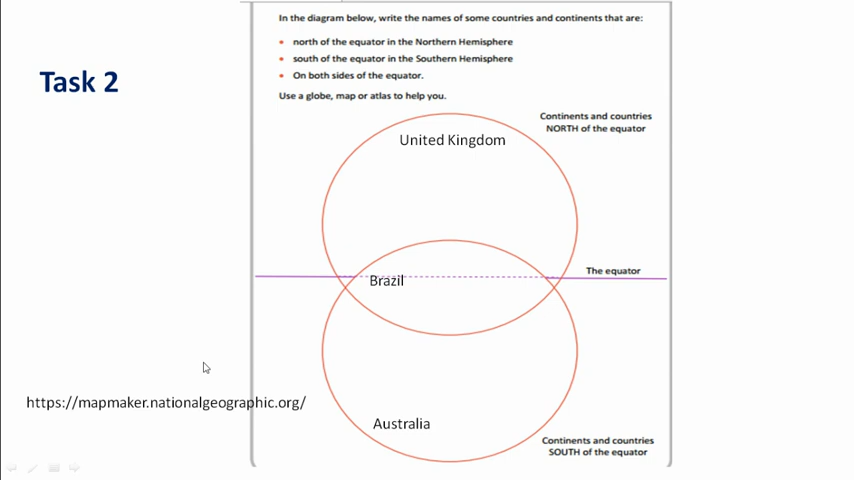 In the diagram below, write the names of some countries and continents that are:
• north of the equator in the Northern Hemisphere
• south of the equator in the Southern Hemisphere
• On both sides of the equator.
Task 2
Use a globe, map or atlas to help you.
Continents and countries
NORTH of the equator
United Kingdom
The equator
Brazil
https://mapmaker.nationalgeographic.org/
Australia
Continents and countries
SOUTH of the equator